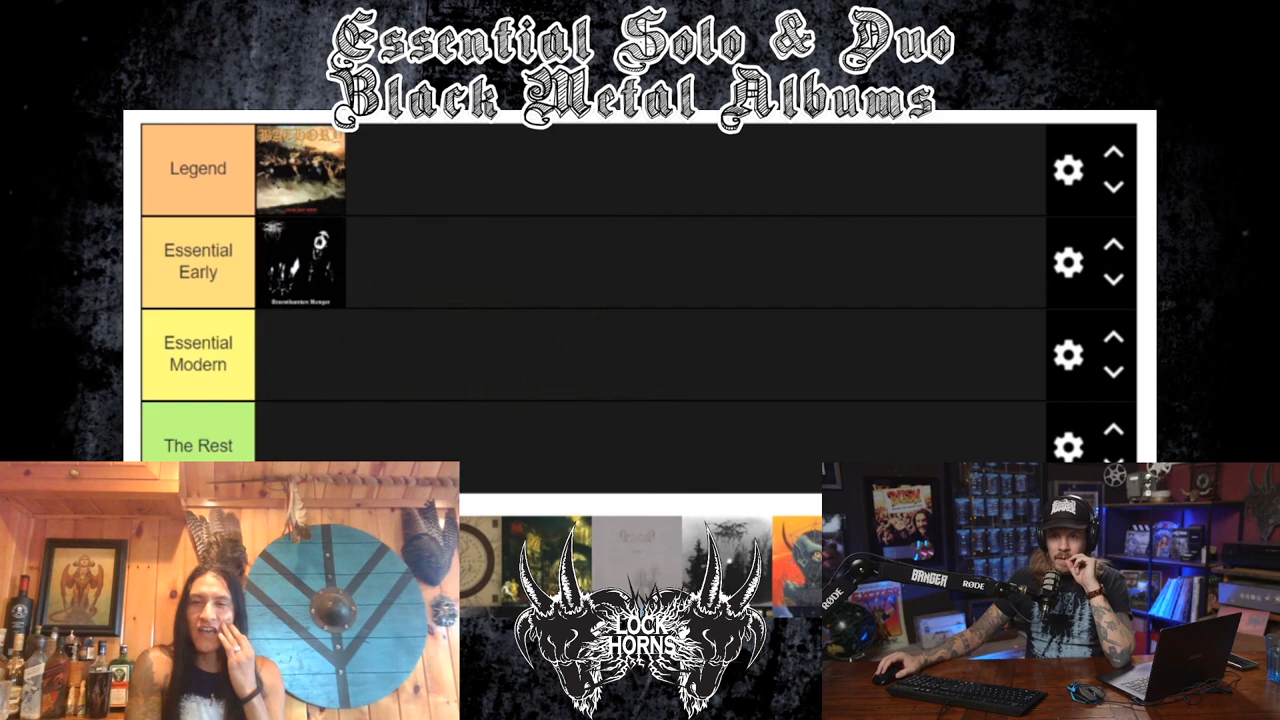 Essential Solo & Duo
Black Metal Albums
BATHORY
Legend
Essential
Early
Transilvanian Hunger
Essential
Modern
The Rest
LOCK
HORNS
RUSH
BANGER
RØDE
RØDE